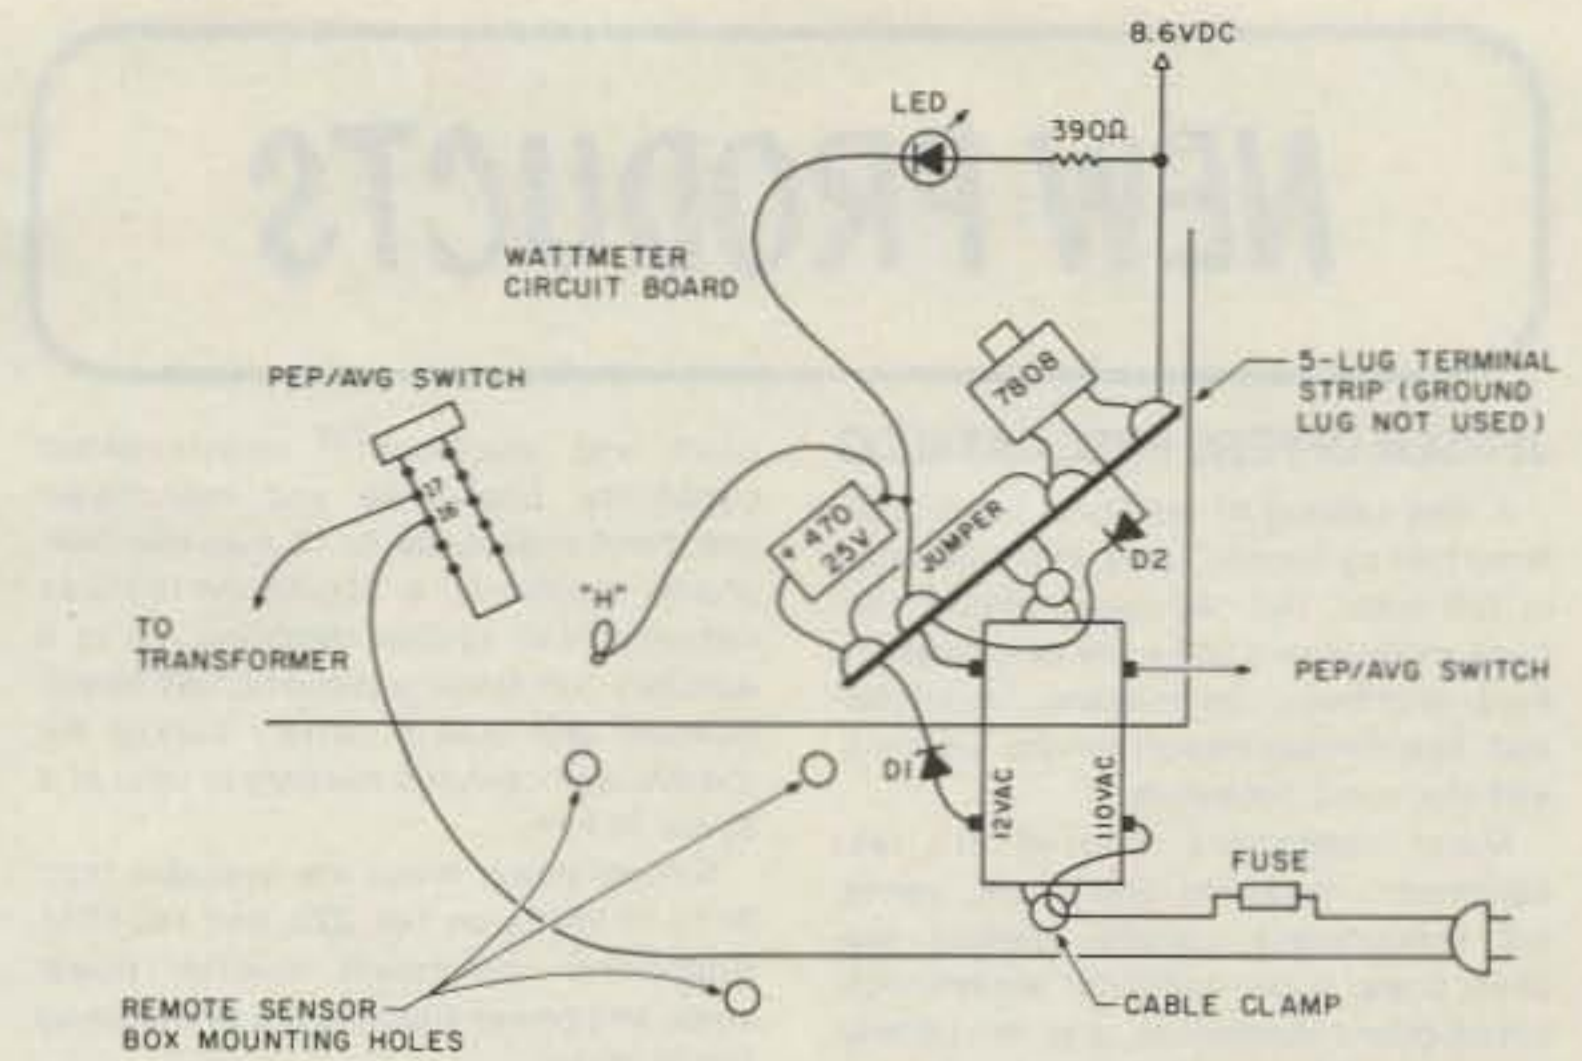 8.6VDC
LED
390Ω
WATTMETER
CIRCUIT BOARD
NEW PRODUCTS
PEP/AVG SWITCH
7808
5-LUG TERMINAL
STRIP (GROUND
LUG NOT USED)
17
16
+ 470
25V
JUMPER
D2
"H"
TO
TRANSFORMER
PEP/AVG SWITCH
D1
12VAC
110VAC
FUSE
REMOTE SENSOR
BOX MOUNTING HOLES
CABLE CLAMP